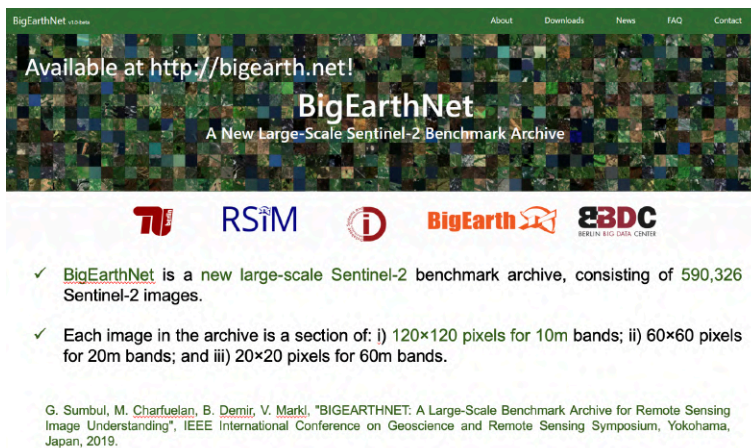 BigEarthNet v1.0-beta About Downloads News FAQ Contact
Available at http://bigearth.net!
BigEarthNet
A New Large-Scale Sentinel-2 Benchmark Archive
berlin RSiM iD BigEarth BBDC
BERLIN BIG DATA CENTER
✓ BigEarthNet is a new large-scale Sentinel-2 benchmark archive, consisting of 590,326
Sentinel-2 images.
✓ Each image in the archive is a section of: i) 120×120 pixels for 10m bands; ii) 60×60 pixels
for 20m bands; and iii) 20×20 pixels for 60m bands.
G. Sumbul, M. Charfuelan, B. Demir, V. Markl, "BIGEARTHNET: A Large-Scale Benchmark Archive for Remote Sensing
Image Understanding", IEEE International Conference on Geoscience and Remote Sensing Symposium, Yokohama,
Japan, 2019.